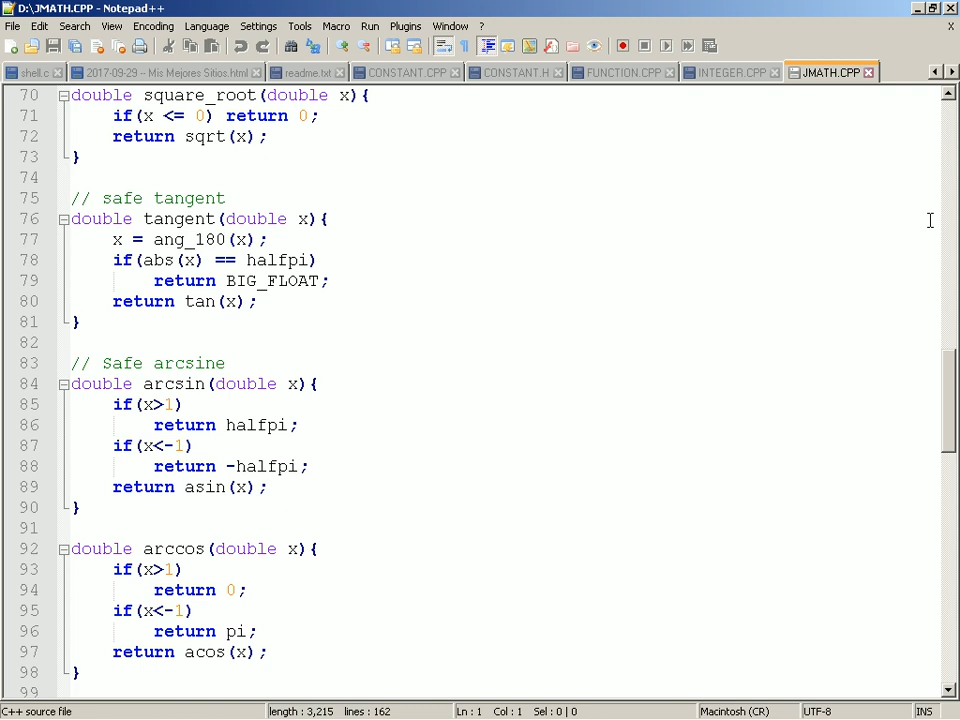 D:\JMATH.CPP - Notepad++
File Edit Search View Encoding Language Settings Tools Macro Run Plugins Window ? X
shell.c 2017-09-29 – Mis Mejores Sitios.html readme.txt CONSTANT.CPP CONSTANT.H FUNCTION.CPP INTEGER.CPP JMATH.CPP
70 double square_root(double x){
71 if(x <= 0) return 0;
72 return sqrt(x);
73 }
74
75 // safe tangent
76 double tangent(double x){
77 x = ang_180(x);
78 if(abs(x) == halfpi)
79 return BIG_FLOAT;
80 return tan(x);
81 }
82
83 // Safe arcsine
84 double arcsin(double x){
85 if(x>1)
86 return halfpi;
87 if(x<-1)
88 return -halfpi;
89 return asin(x);
90 }
91
92 double arccos(double x){
93 if(x>1)
94 return 0;
95 if(x<-1)
96 return pi;
97 return acos(x);
98 }
99
C++ source file length : 3,215 lines : 162 Ln : 1 Col : 1 Sel : 0 | 0 Macintosh (CR) UTF-8 INS